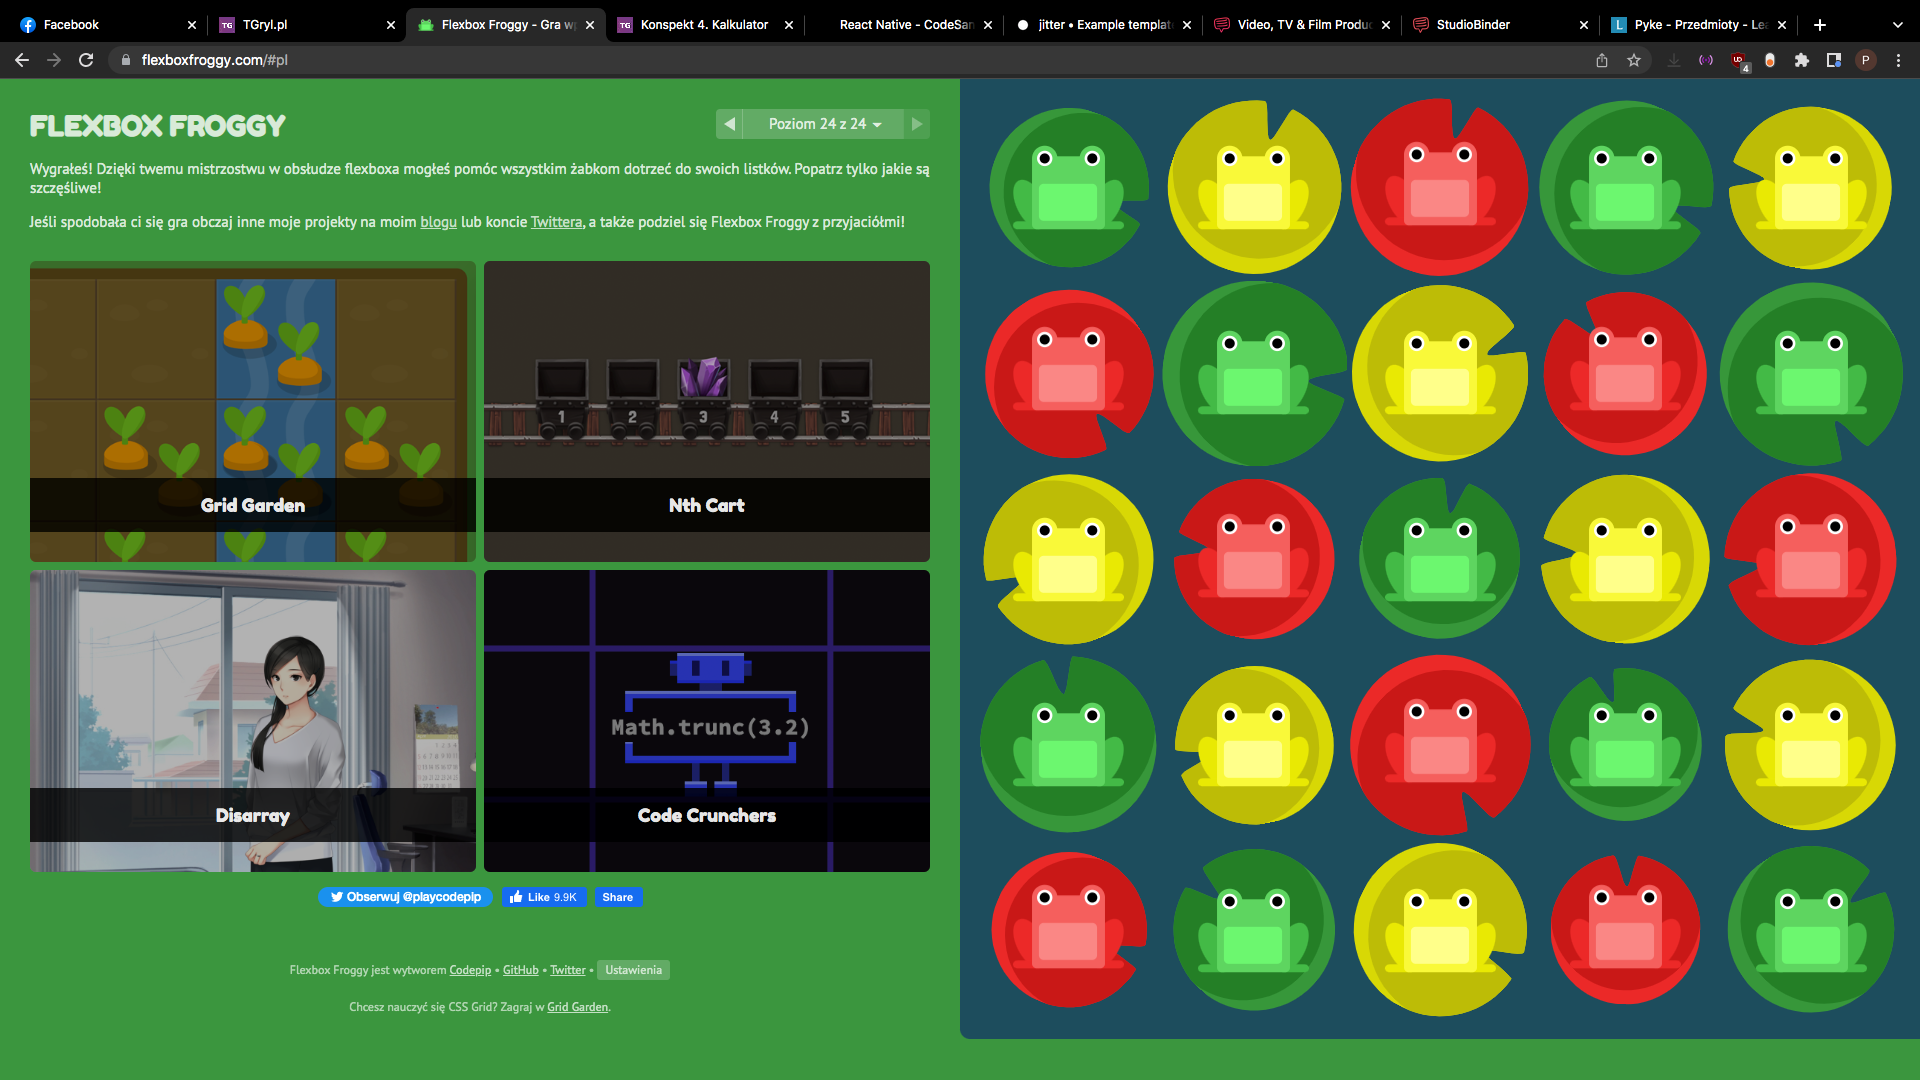 Facebook
TGryl.pl
Flexbox Froggy - Gra wp
Konspekt 4. Kalkulator
React Native - CodeSan
jitter • Example templat
Video, TV & Film Produc
StudioBinder
Pyke - Przedmioty - Lea
flexboxfroggy.com/#pl
4
P
FLEXBOX FROGGY
Poziom 24 z 24
Wygrałeś! Dzięki twemu mistrzostwu w obsłudze flexboxa mogłeś pomóc wszystkim żabkom dotrzeć do swoich listków. Popatrz tylko jakie są
szczęśliwe!
Jeśli spodobała ci się gra obczaj inne moje projekty na moim blogu lub koncie Twittera, a także podziel się Flexbox Froggy z przyjaciółmi!
1 2 3 4 5
Grid Garden
Nth Cart
Math.trunc(3.2)
Disarray
Code Crunchers
Obserwuj @playcodepip
Like 9.9K
Share
Flexbox Froggy jest wytworem Codepip • GitHub • Twitter • Ustawienia
Chcesz nauczyć się CSS Grid? Zagraj w Grid Garden.